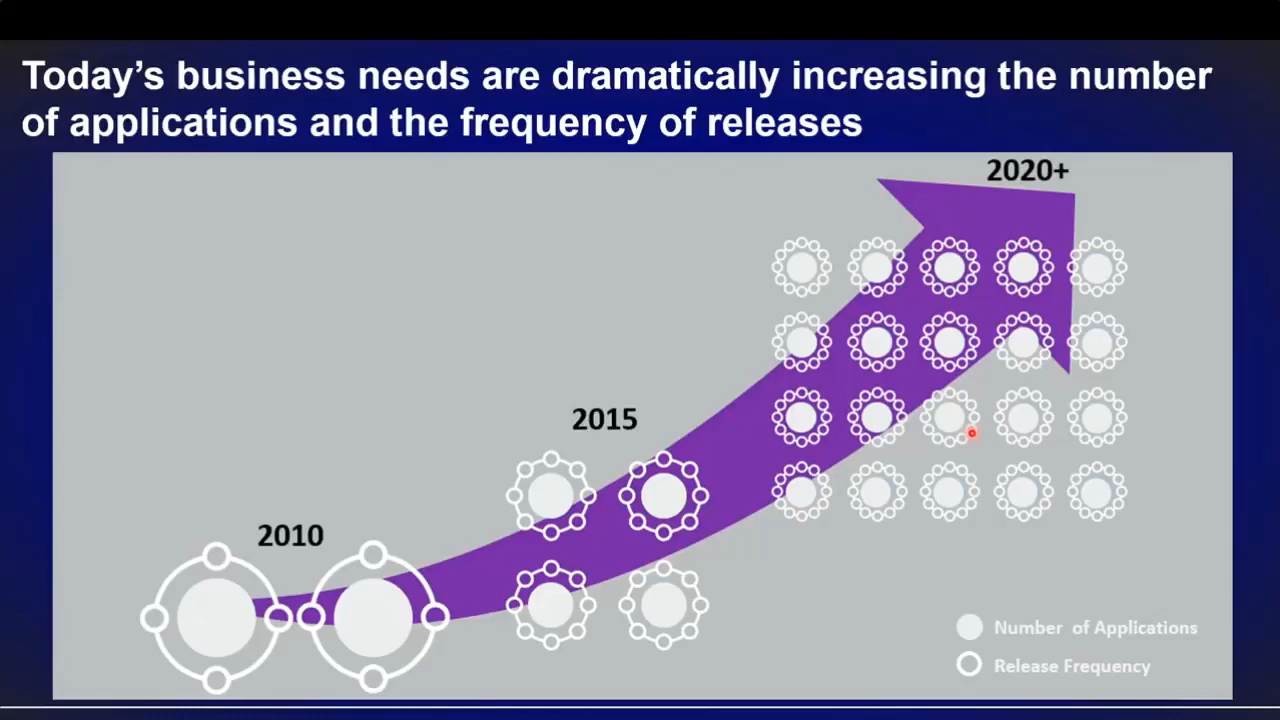 Today’s business needs are dramatically increasing the number
of applications and the frequency of releases
2020+
2015
2010
Number of Applications
Release Frequency